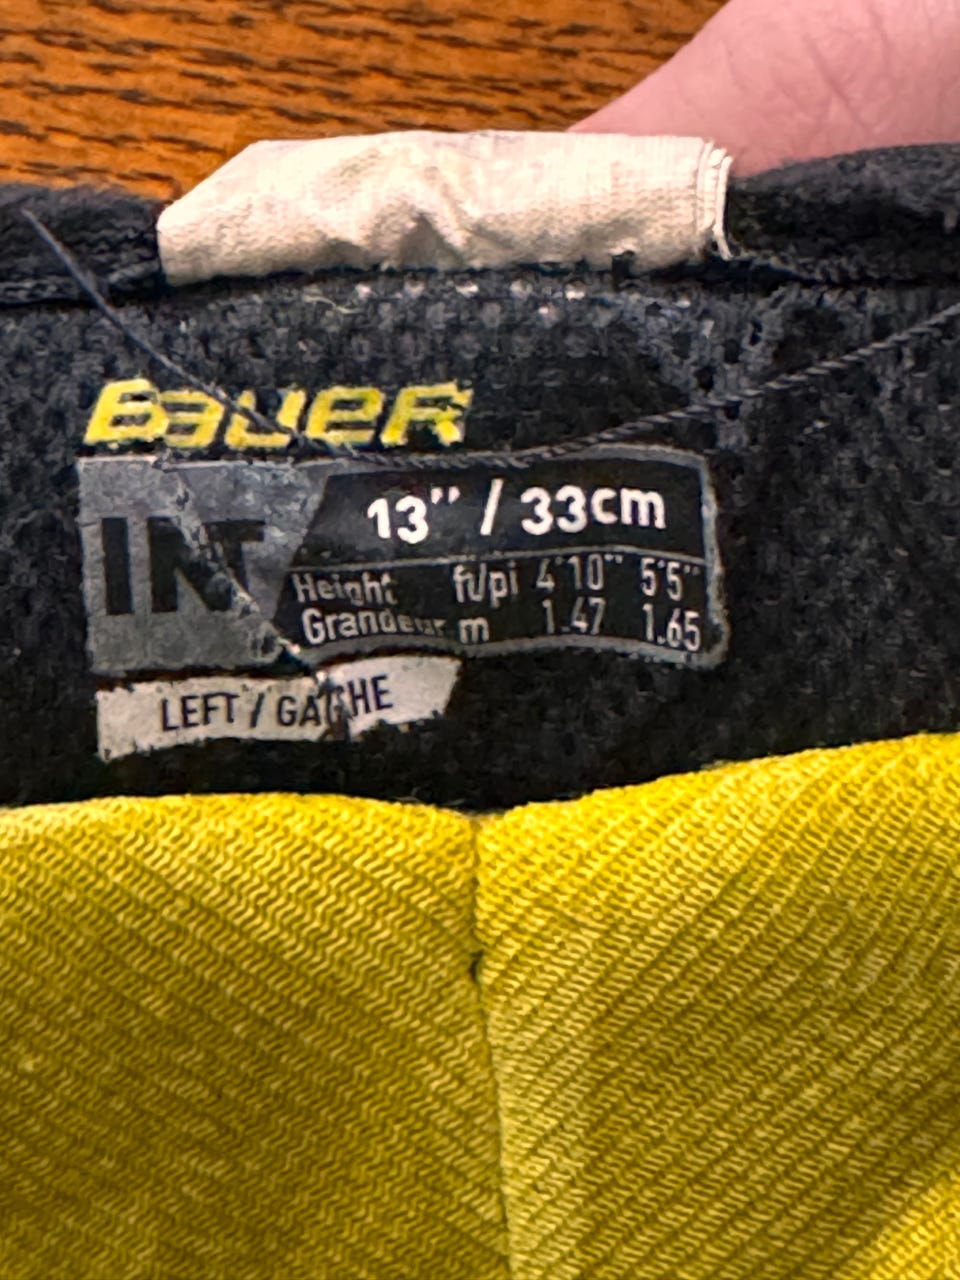 Bauer
INT
13" / 33cm
Height ft/pi 4'10" 5'5"
Grandeur m 1.47 1.65
LEFT / GAUCHE